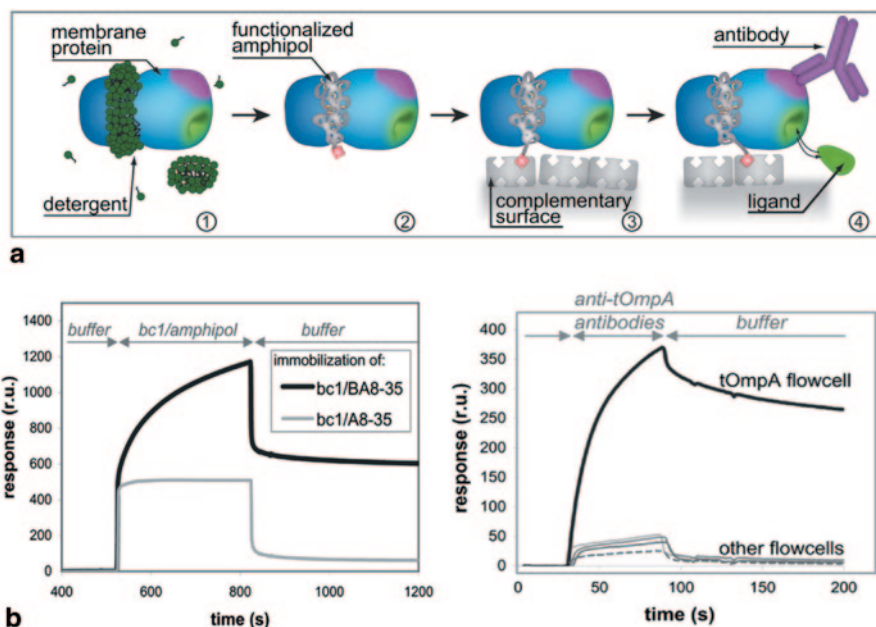 membrane
protein
functionalized
amphipol
antibody
detergent
complementary
surface
ligand
①
②
③
④
a
buffer
bc1/amphipol
buffer
immobilization of:
bc1/BA8-35
bc1/A8-35
response (r.u.)
1400
1200
1000
800
600
400
200
0
400
600
800
1000
1200
time (s)
b
anti-tOmpA
antibodies
buffer
tOmpA flowcell
other flowcells
response (r.u.)
400
350
300
250
200
150
100
50
0
0
50
100
150
200
time (s)